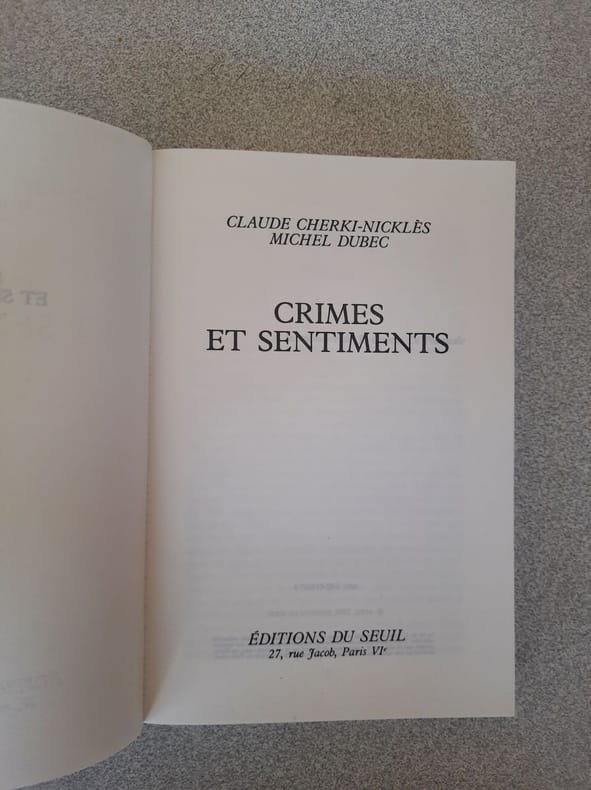 CLAUDE CHERKI-NICKLÈS
MICHEL DUBEC
CRIMES
ET SENTIMENTS
ÉDITIONS DU SEUIL
27, rue Jacob, Paris VIᵉ